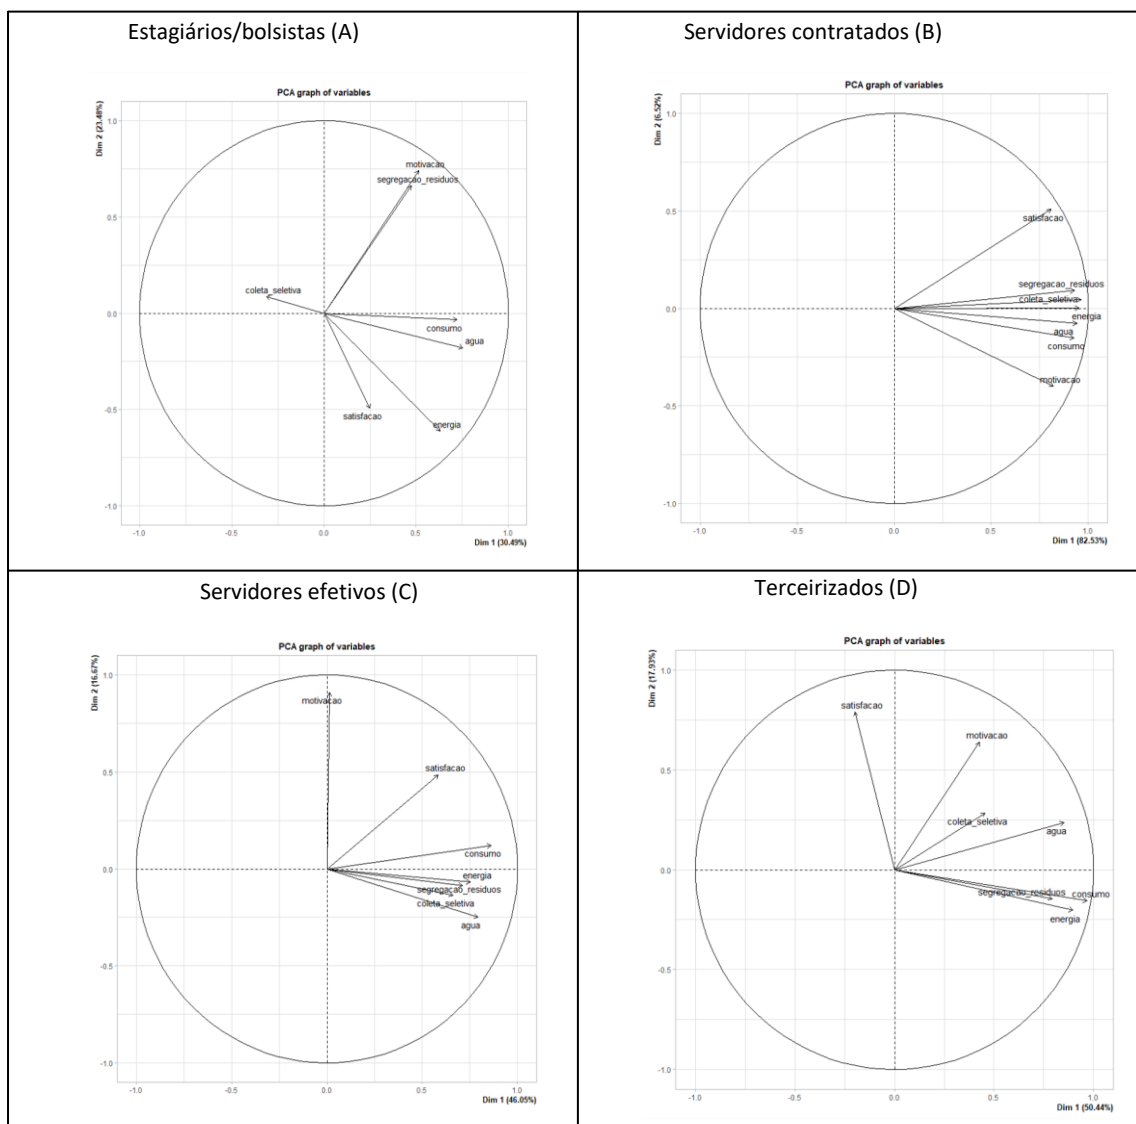 Estagiários/bolsistas (A)
PCA graph of variables
Dim 2 (23.48%)
1.0
0.5
0.0
-0.5
-1.0
motivacao
segregacão_residuos
coleta_seletiva
consumo
agua
satisfacao
energia
-1.0
-0.5
0.0
0.5
1.0
Dim 1 (30.49%)
Servidores contratados (B)
PCA graph of variables
Dim 2 (6.52%)
1.0
0.5
0.0
-0.5
-1.0
satisfacao
segregacão_residuos
coleta_seletiva
energia
agua
consumo
motivacao
-1.0
-0.5
0.0
0.5
1.0
Dim 1 (82.53%)
Servidores efetivos (C)
PCA graph of variables
Dim 2 (16.67%)
1.0
0.5
0.0
-0.5
-1.0
motivacao
satisfacao
consumo
energia
segregacão_residuos
coleta_seletiva
agua
-1.0
-0.5
0.0
0.5
1.0
Dim 1 (46.05%)
Terceirizados (D)
PCA graph of variables
Dim 2 (17.93%)
1.0
0.5
0.0
-0.5
-1.0
satisfacao
motivacao
coleta_seletiva
agua
segregacão_residuos
consumo
energia
-1.0
-0.5
0.0
0.5
1.0
Dim 1 (50.44%)